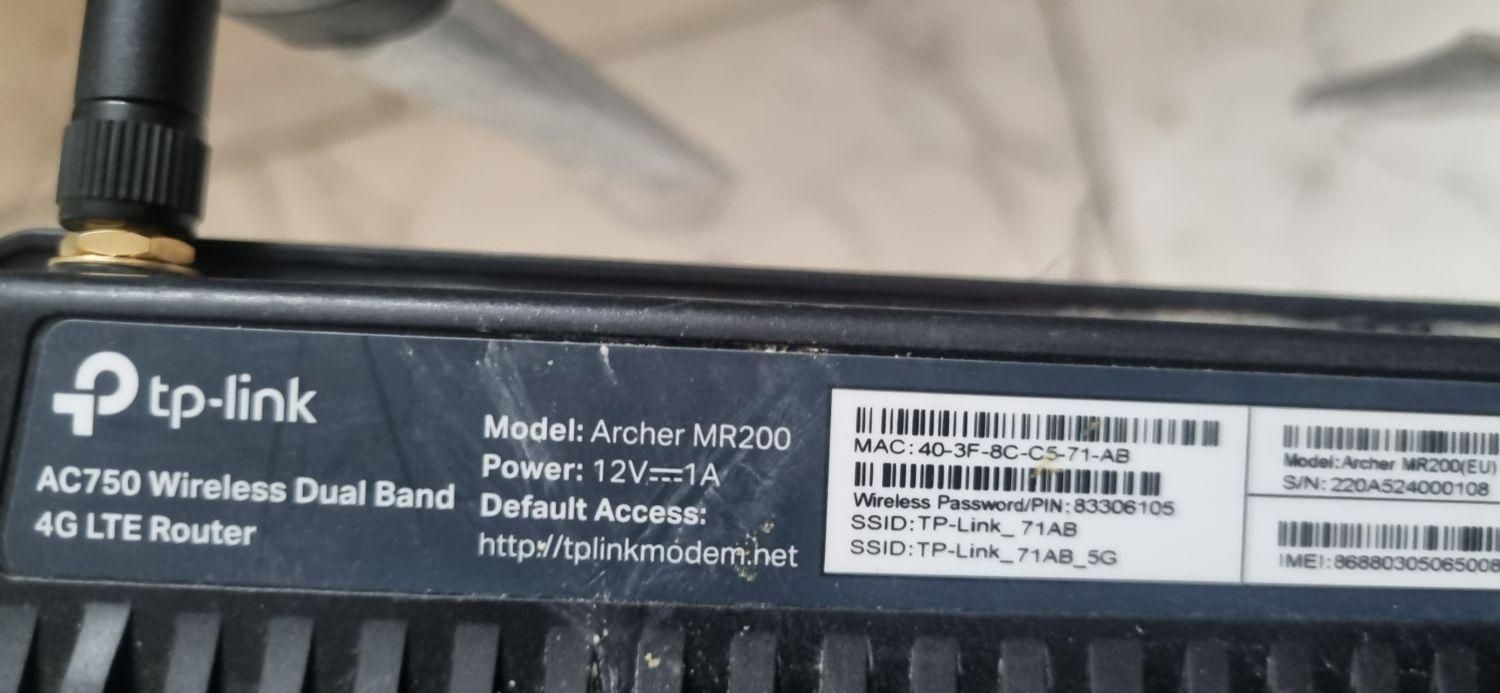 tp-link
AC750 Wireless Dual Band
4G LTE Router
Model: Archer MR200
Power: 12V⎓1A
Default Access:
http://tplinkmodem.net
MAC: 40-3F-8C-C5-71-AB
Wireless Password/PIN: 83306105
SSID: TP-Link_71AB
SSID: TP-Link_71AB_5G
Model: Archer MR200(EU)
S/N: 220A524000108
IMEI: 86880305065008